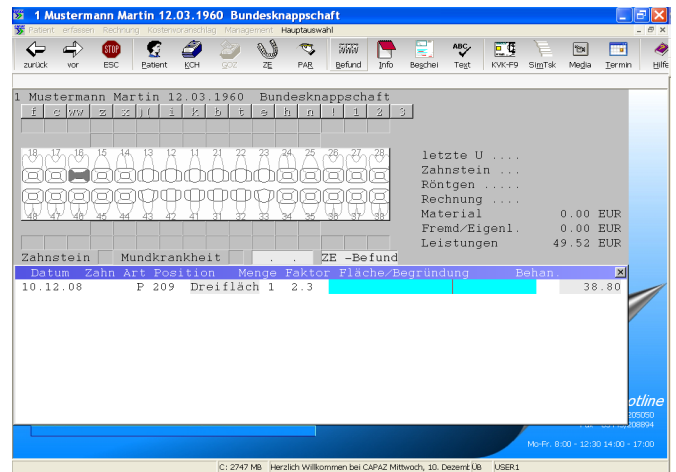 1 Mustermann Martin 12.03.1960 Bundesknappschaft
Patient erfassen Rechnung Kostenvoranschlag Management Hauptauswahl
zurück vor ESC Patient KCH GOZ ZE PAR Befund Info Beschei Text KVK-F9 SimTsk Media Termin Hilfe
STOP ABC
1 Mustermann Martin 12.03.1960 Bundesknappschaft
f c ww z x )( i k b t e h n ! 1 2 3
18 17 16 15 14 13 12 11 21 22 23 24 25 26 27 28
48 47 46 45 44 43 42 41 31 32 33 34 35 36 37 38
letzte U ....
Zahnstein ...
Röntgen .....
Rechnung ....
Material 0.00 EUR
Fremd/Eigenl. 0.00 EUR
Leistungen 49.52 EUR
Zahnstein Mundkrankheit . . ZE -Befund
Datum Zahn Art Position Menge Faktor Fläche/Begründung Behan.
10.12.08 P 209 Dreifläch 1 2.3 38.80
otline
205050
208894
Mo-Fr. 8:00 - 12:30 14:00 - 17:00
C: 2747 MB Herzlich Willkommen bei CAPAZ Mittwoch, 10. Dezemt ÜB USER1